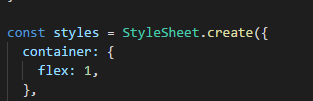 const styles = StyleSheet.create({
container: {
flex: 1,
},